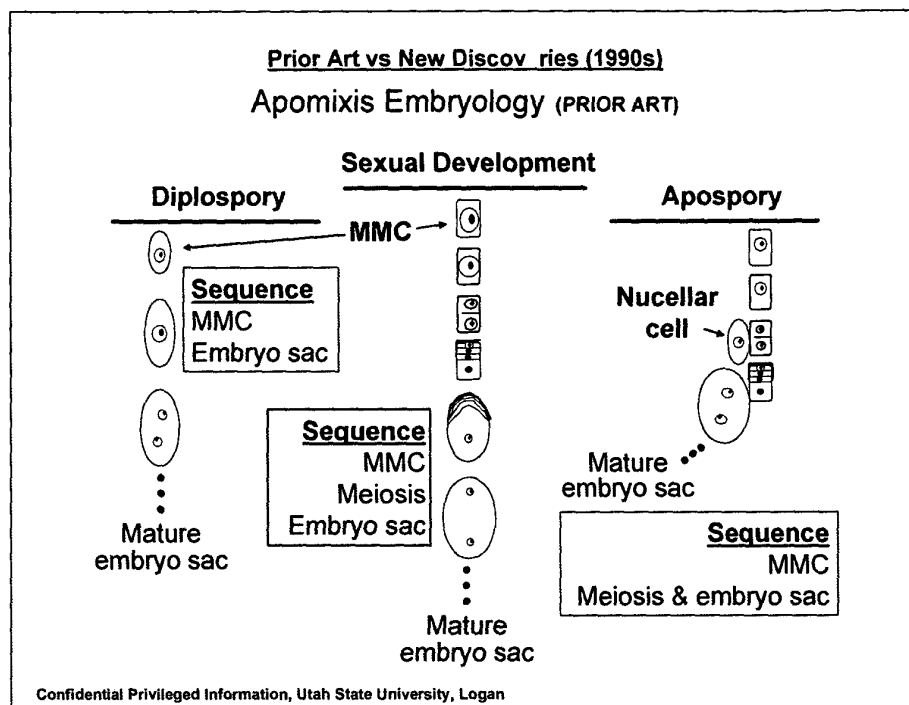 Prior Art vs New Discov ries (1990s)
Apomixis Embryology (PRIOR ART)
Sexual Development
Diplospory
Apospory
MMC
Sequence
MMC
Embryo sac
Nucellar
cell
Sequence
MMC
Meiosis
Embryo sac
Mature
embryo sac
Mature
embryo sac
Sequence
MMC
Meiosis & embryo sac
Mature
embryo sac
Confidential Privileged Information, Utah State University, Logan